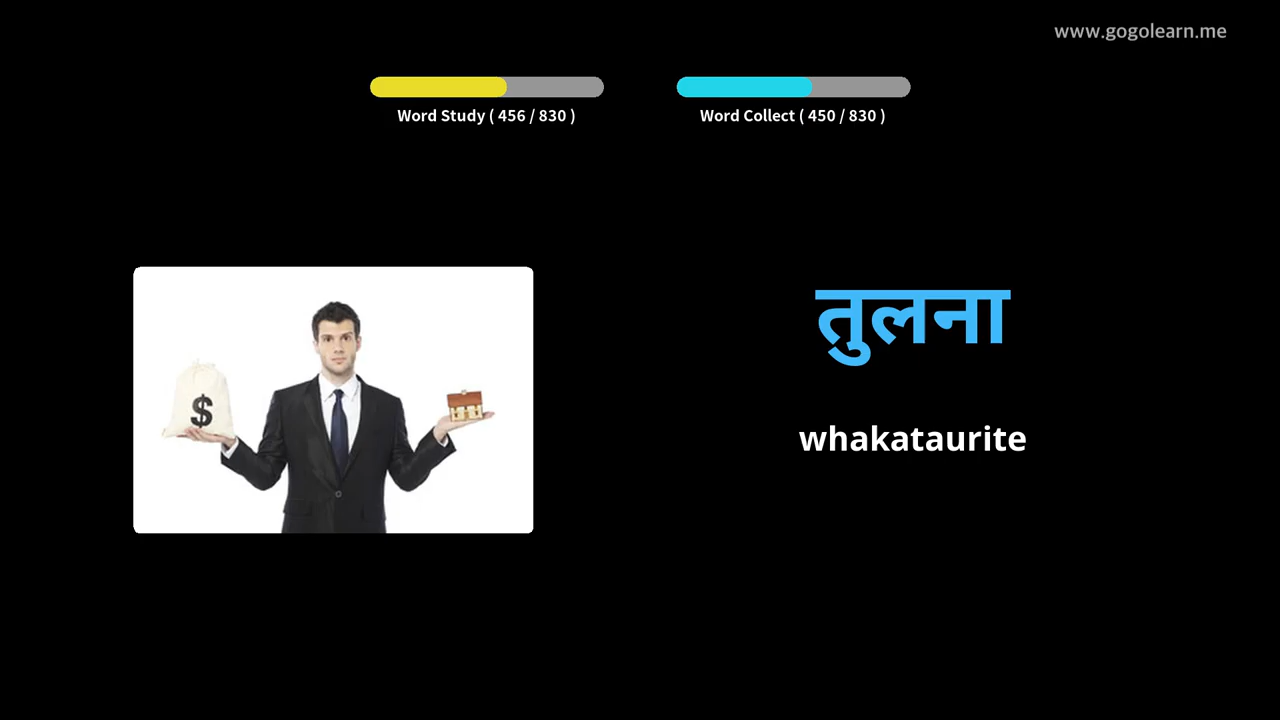 www.gogolearn.me
Word Study ( 456 / 830 )
Word Collect ( 450 / 830 )
$
तुलना
whakataurite